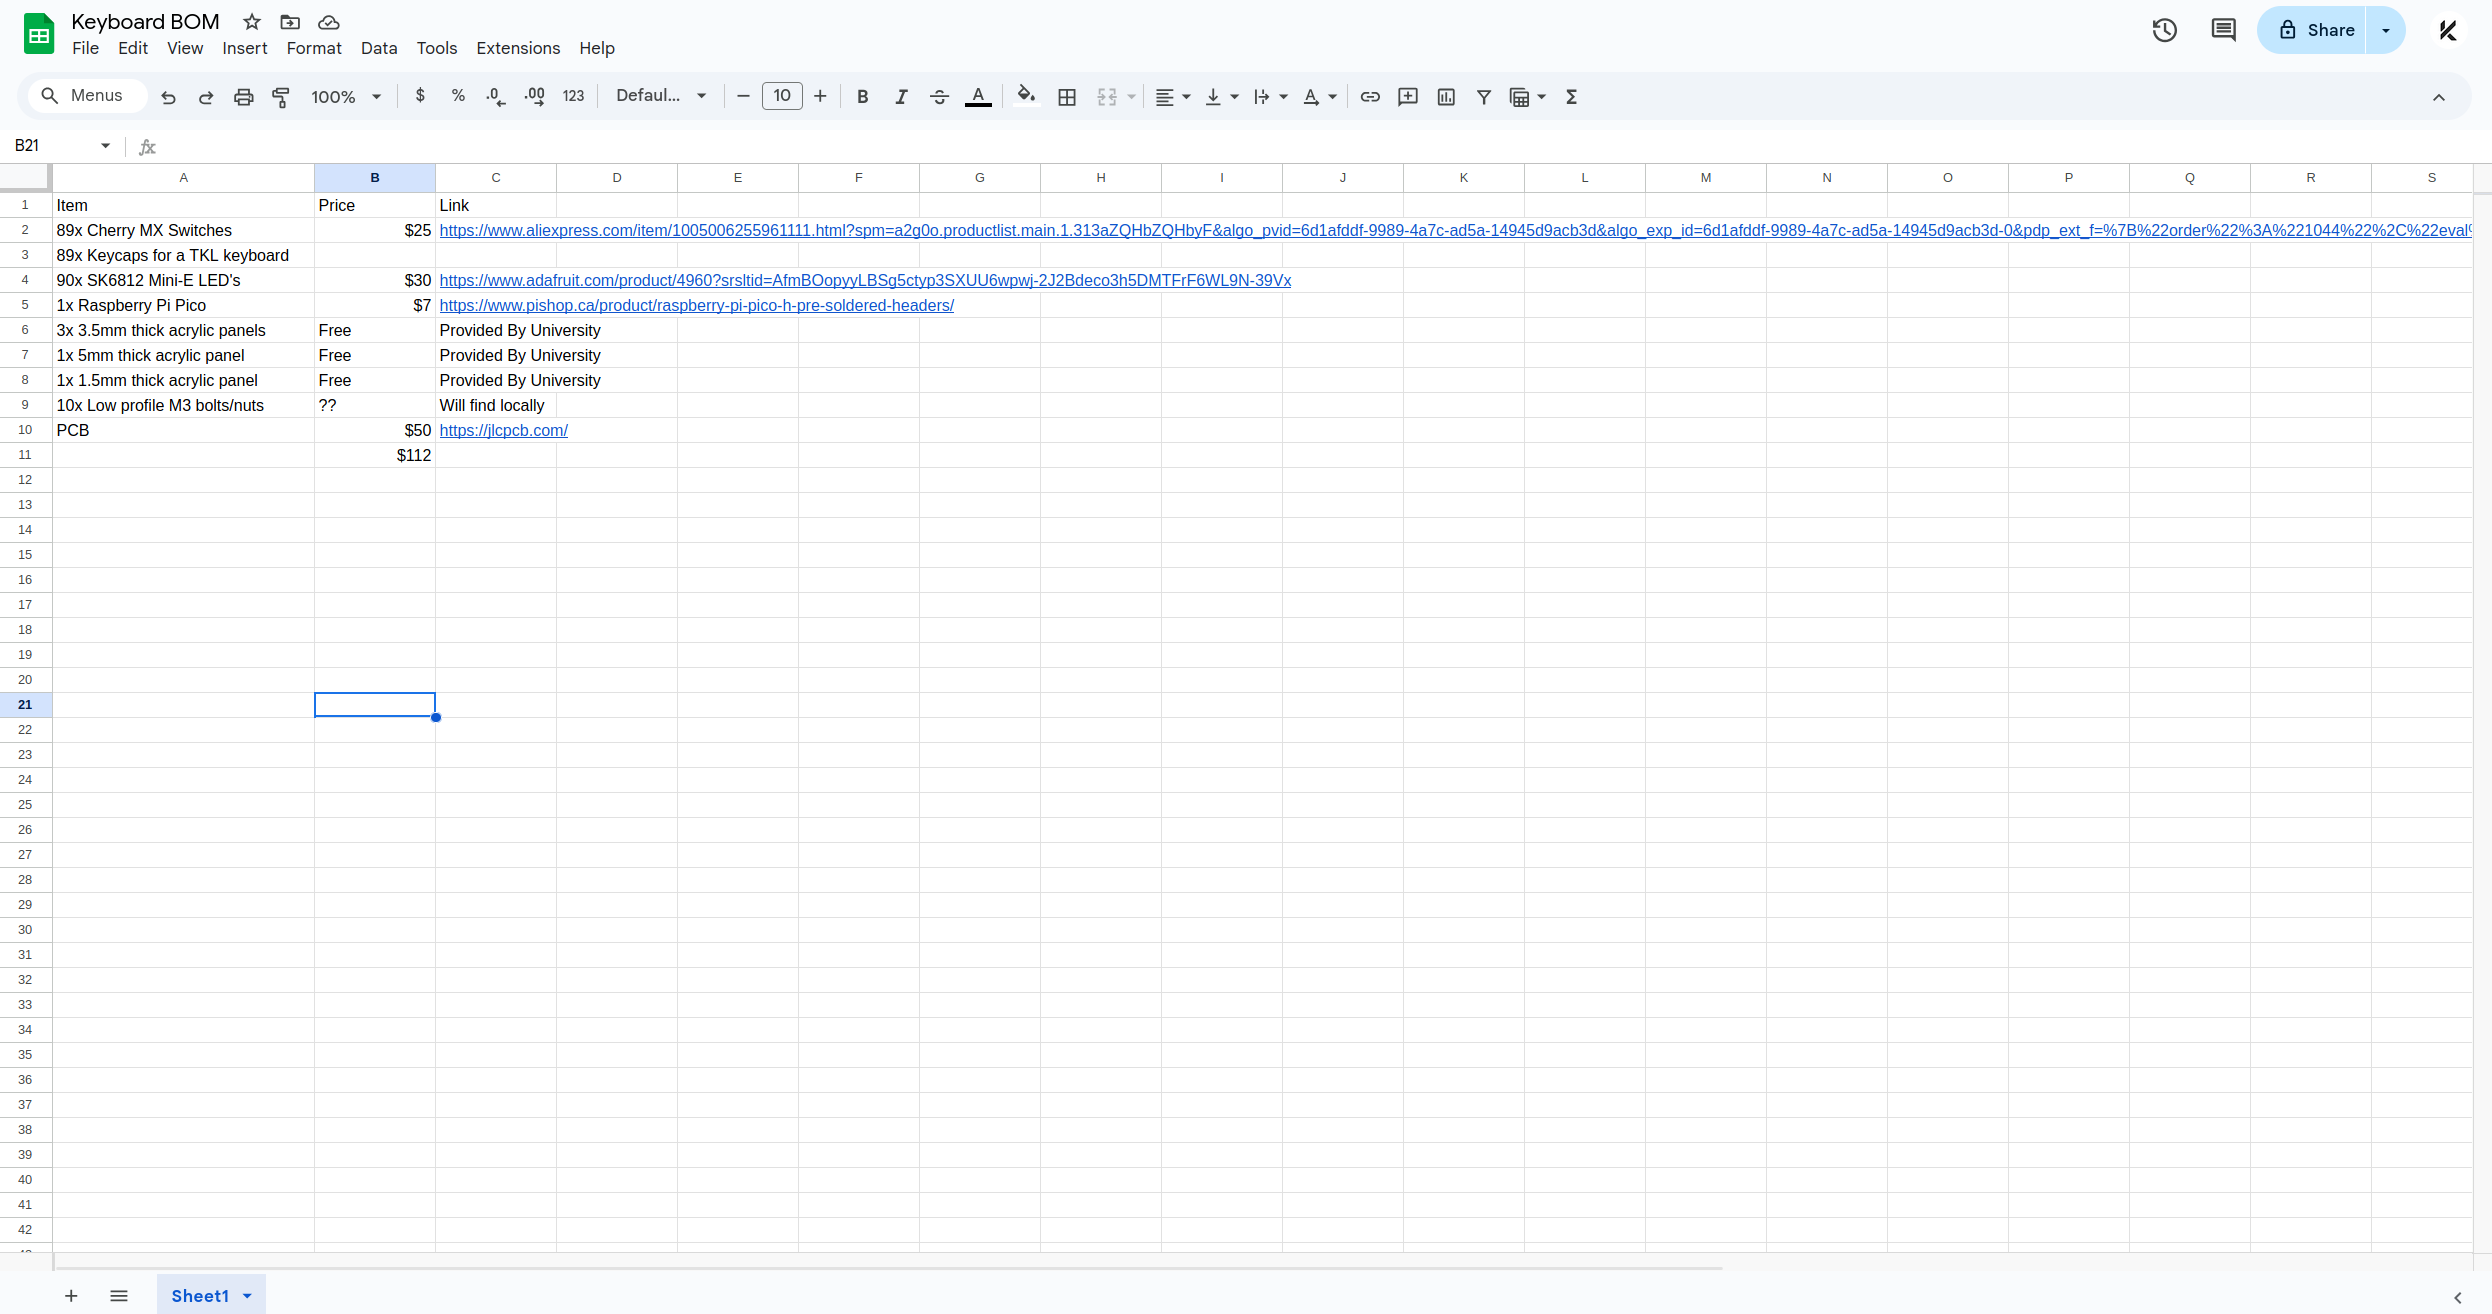 Keyboard BOM
File Edit View Insert Format Data Tools Extensions Help
Share
Menus 100% $ % .0 .00 123 Defaul... 10 B I A
B21 fx
A B C D E F G H I J K L M N O P Q R S
1 Item Price Link
2 89x Cherry MX Switches $25 https://www.aliexpress.com/item/1005006255961111.html?spm=a2g0o.productlist.main.1.313aZQHbZQHbyF&algo_pvid=6d1afddf-9989-4a7c-ad5a-14945d9acb3d&algo_exp_id=6d1afddf-9989-4a7c-ad5a-14945d9acb3d-0&pdp_ext_f=%7B%22order%22%3A%221044%22%2C%22eval%
3 89x Keycaps for a TKL keyboard
4 90x SK6812 Mini-E LED's $30 https://www.adafruit.com/product/4960?srsltid=AfmBOopyyLBSg5ctyp3SXUU6wpwj-2J2Bdeco3h5DMTFrF6WL9N-39Vx
5 1x Raspberry Pi Pico $7 https://www.pishop.ca/product/raspberry-pi-pico-h-pre-soldered-headers/
6 3x 3.5mm thick acrylic panels Free Provided By University
7 1x 5mm thick acrylic panel Free Provided By University
8 1x 1.5mm thick acrylic panel Free Provided By University
9 10x Low profile M3 bolts/nuts ?? Will find locally
10 PCB $50 https://jlcpcb.com/
11 $112
12
13
14
15
16
17
18
19
20
21
22
23
24
25
26
27
28
29
30
31
32
33
34
35
36
37
38
39
40
41
42
Sheet1